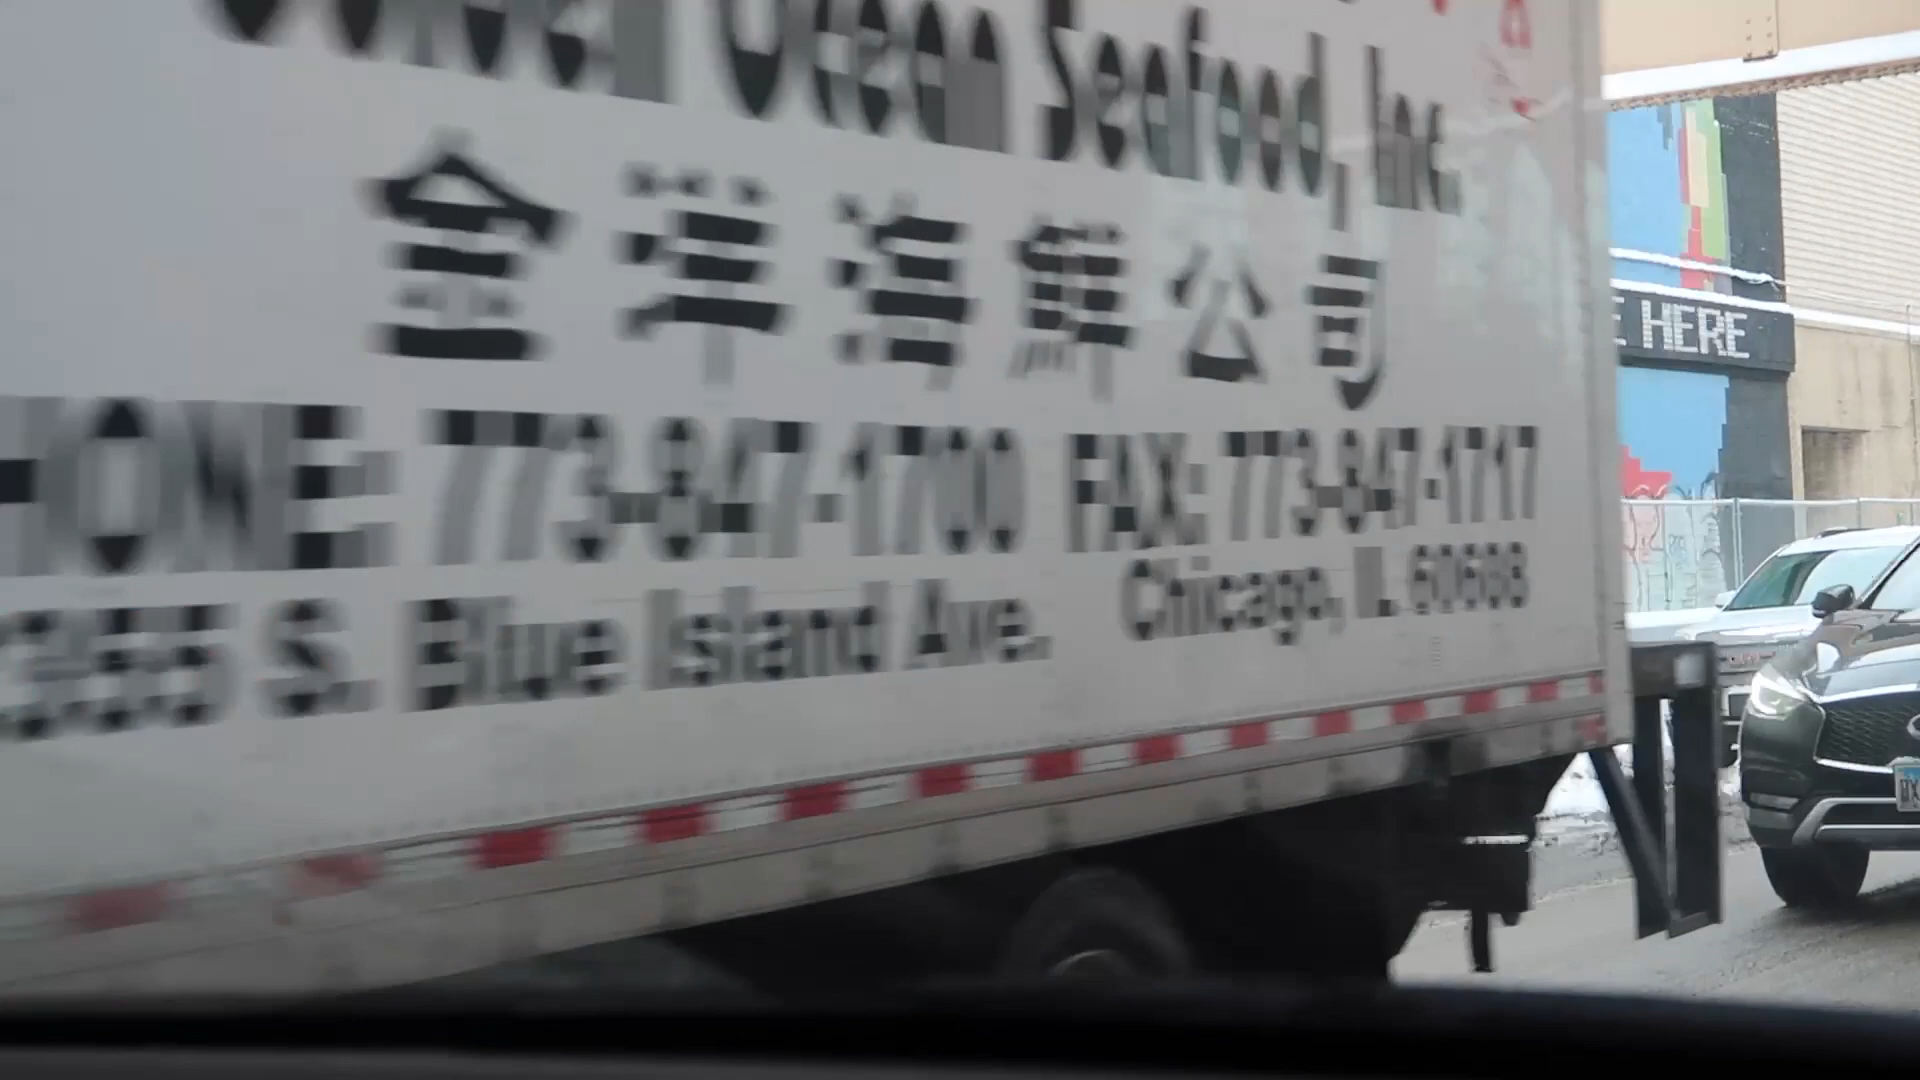 Ocean Seafood, Inc.
金洋海鮮公司
PHONE: 773-847-1700 FAX: 773-847-1717
S. Blue Island Ave. Chicago, IL 60608
HERE